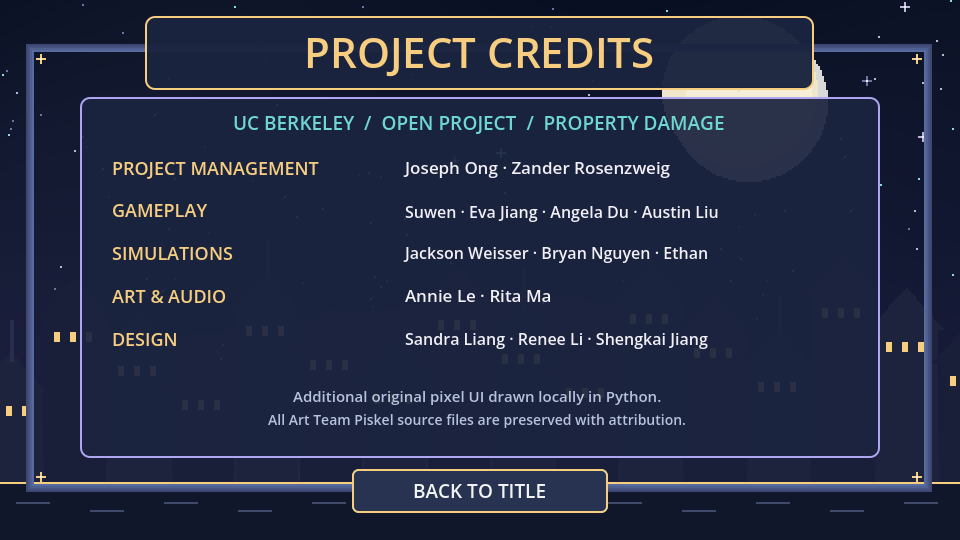 PROJECT CREDITS
UC BERKELEY / OPEN PROJECT / PROPERTY DAMAGE
PROJECT MANAGEMENT Joseph Ong · Zander Rosenzweig
GAMEPLAY Suwen · Eva Jiang · Angela Du · Austin Liu
SIMULATIONS Jackson Weisser · Bryan Nguyen · Ethan
ART & AUDIO Annie Le · Rita Ma
DESIGN Sandra Liang · Renee Li · Shengkai Jiang
Additional original pixel UI drawn locally in Python.
All Art Team Piskel source files are preserved with attribution.
BACK TO TITLE